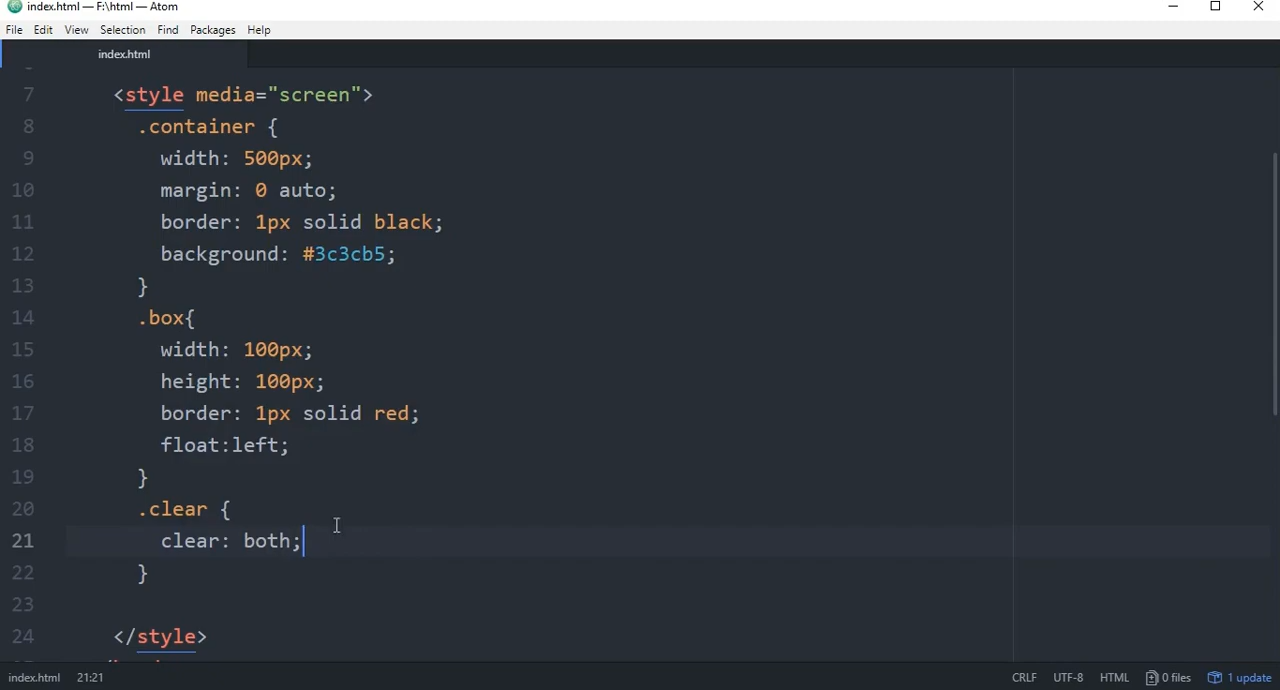 index.html — F:\html — Atom
File Edit View Selection Find Packages Help
index.html
7 <style media="screen">
8 .container {
9 width: 500px;
10 margin: 0 auto;
11 border: 1px solid black;
12 background: #3c3cb5;
13 }
14 .box{
15 width: 100px;
16 height: 100px;
17 border: 1px solid red;
18 float:left;
19 }
20 .clear {
21 clear: both;
22 }
23
24 </style>
index.html 21:21 CRLF UTF-8 HTML 0 files 1 update